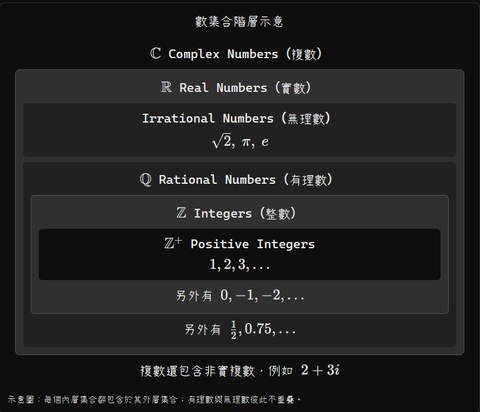 數集合階層示意
ℂ Complex Numbers (複數)
ℝ Real Numbers (實數)
Irrational Numbers (無理數)
√2, π, e
ℚ Rational Numbers (有理數)
ℤ Integers (整數)
ℤ⁺ Positive Integers
1, 2, 3, ...
另外有 0, −1, −2, ...
另外有 1/2, 0.75, ...
複數還包含非實複數，例如 2 + 3i
示意圖：每個內層集合都包含於其外層集合；有理數與無理數彼此不重疊。